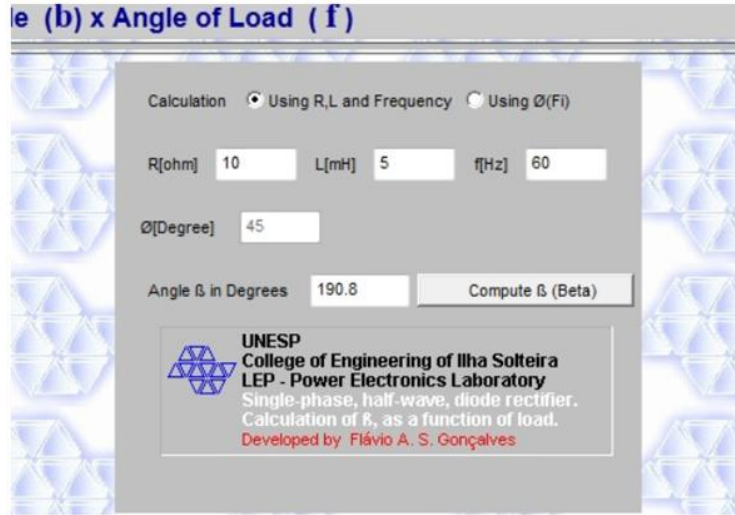 le (b) x Angle of Load ( f )
Calculation Using R,L and Frequency Using Ø(Fi)
R[ohm] 10 L[mH] 5 f[Hz] 60
Ø[Degree] 45
Angle ß in Degrees 190.8 Compute ß (Beta)
UNESP
College of Engineering of Ilha Solteira
LEP - Power Electronics Laboratory
Single-phase, half-wave, diode rectifier.
Calculation of ß, as a function of load.
Developed by Flávio A. S. Gonçalves